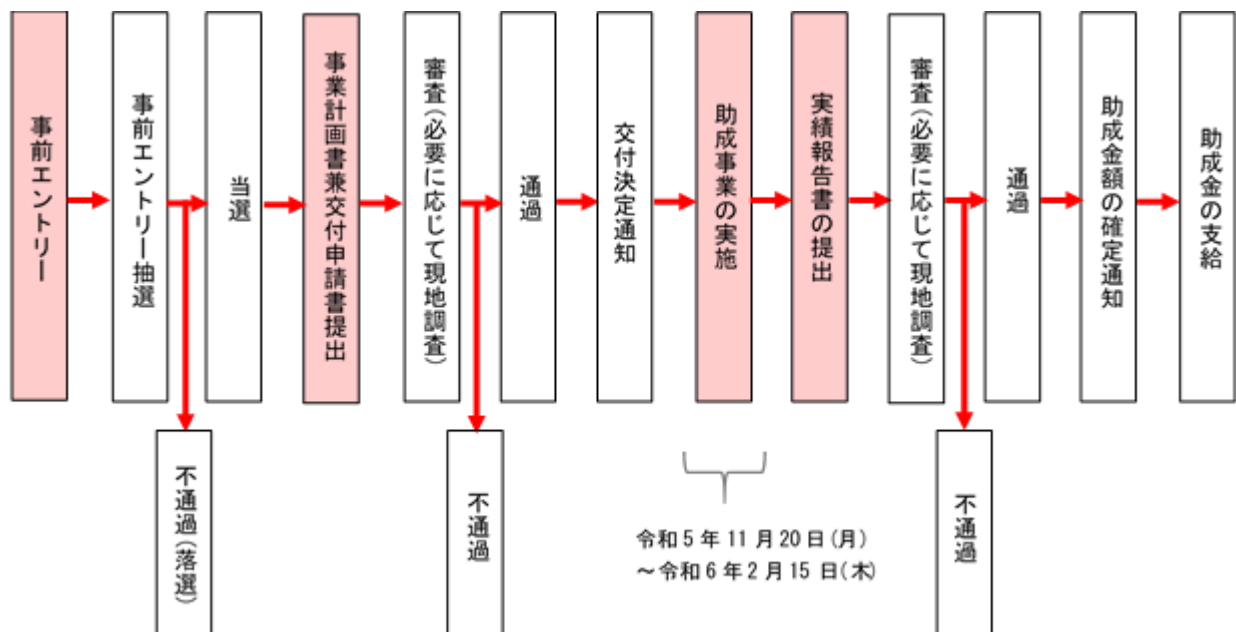 事前エントリー
事前エントリー抽選
当選
事業計画書兼交付申請書提出
審査(必要に応じて現地調査)
通過
交付決定通知
助成事業の実施
実績報告書の提出
審査(必要に応じて現地調査)
通過
助成金額の確定通知
助成金の支給
不通過(落選)
不通過
令和5年11月20日(月)
~令和6年2月15日(木)
不通過